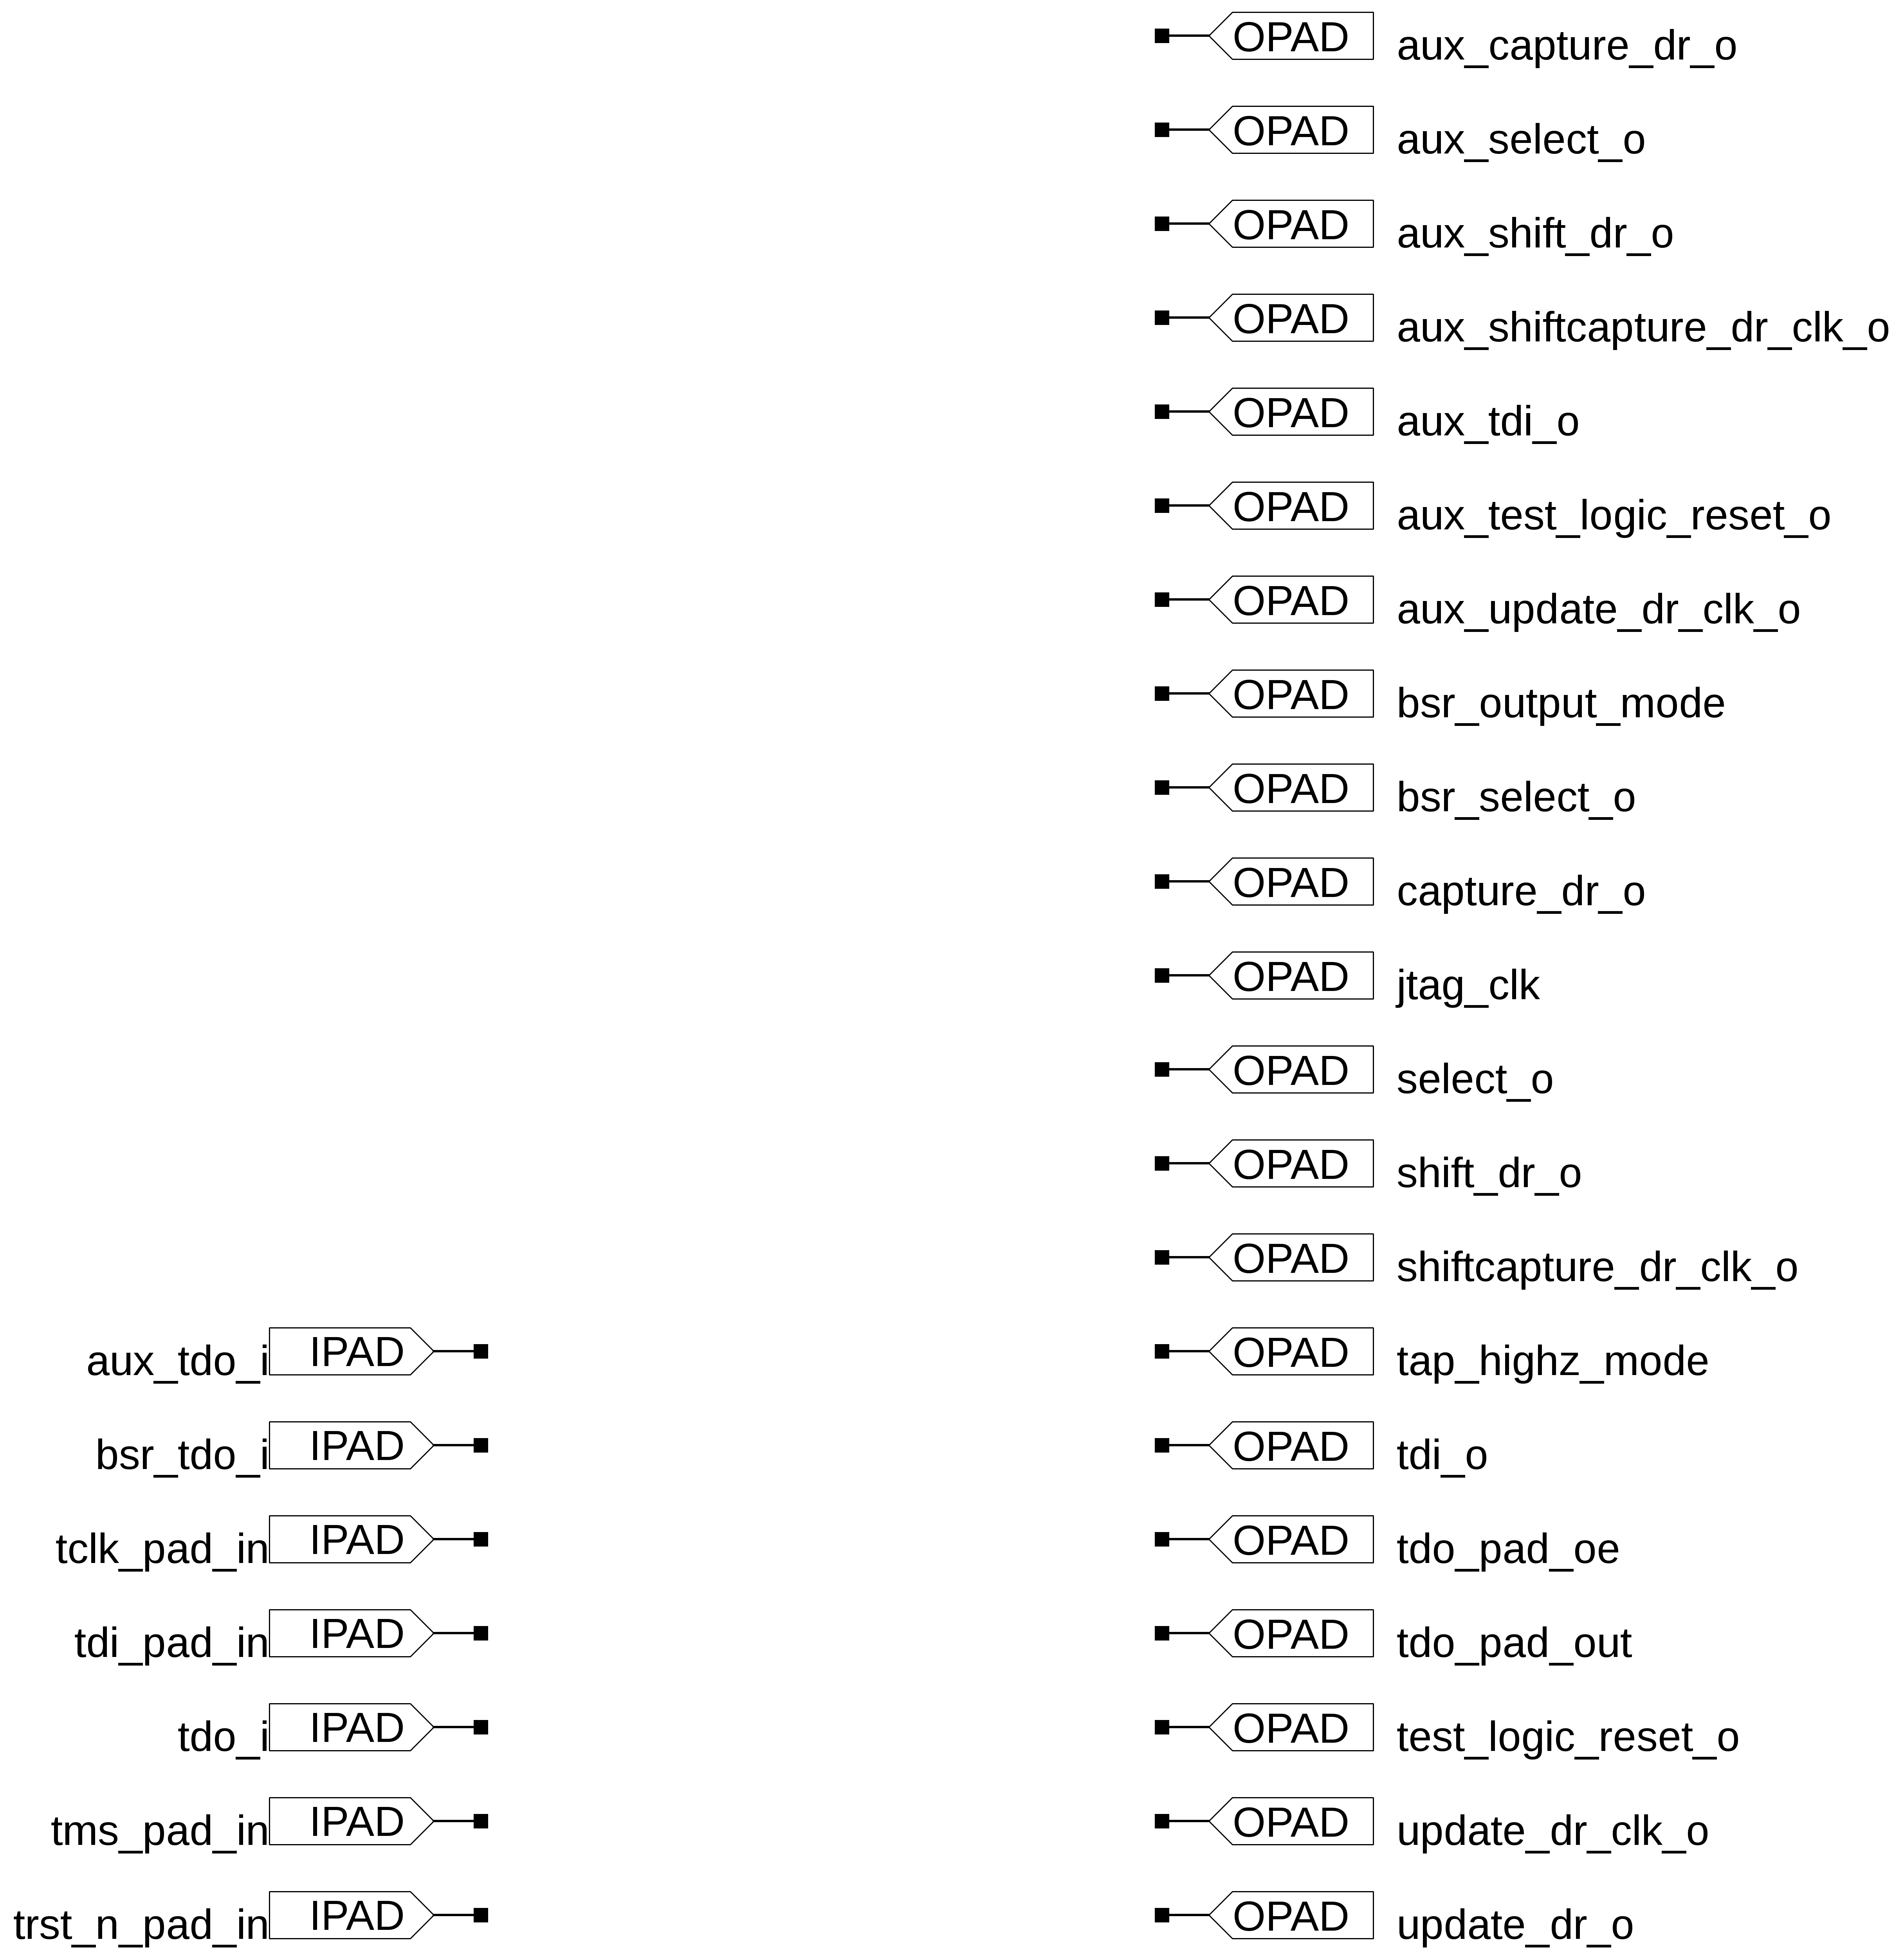 OPAD aux_capture_dr_o
OPAD aux_select_o
OPAD aux_shift_dr_o
OPAD aux_shiftcapture_dr_clk_o
OPAD aux_tdi_o
OPAD aux_test_logic_reset_o
OPAD aux_update_dr_clk_o
OPAD bsr_output_mode
OPAD bsr_select_o
OPAD capture_dr_o
OPAD jtag_clk
OPAD select_o
OPAD shift_dr_o
OPAD shiftcapture_dr_clk_o
aux_tdo_i IPAD OPAD tap_highz_mode
bsr_tdo_i IPAD OPAD tdi_o
tclk_pad_in IPAD OPAD tdo_pad_oe
tdi_pad_in IPAD OPAD tdo_pad_out
tdo_i IPAD OPAD test_logic_reset_o
tms_pad_in IPAD OPAD update_dr_clk_o
trst_n_pad_in IPAD OPAD update_dr_o